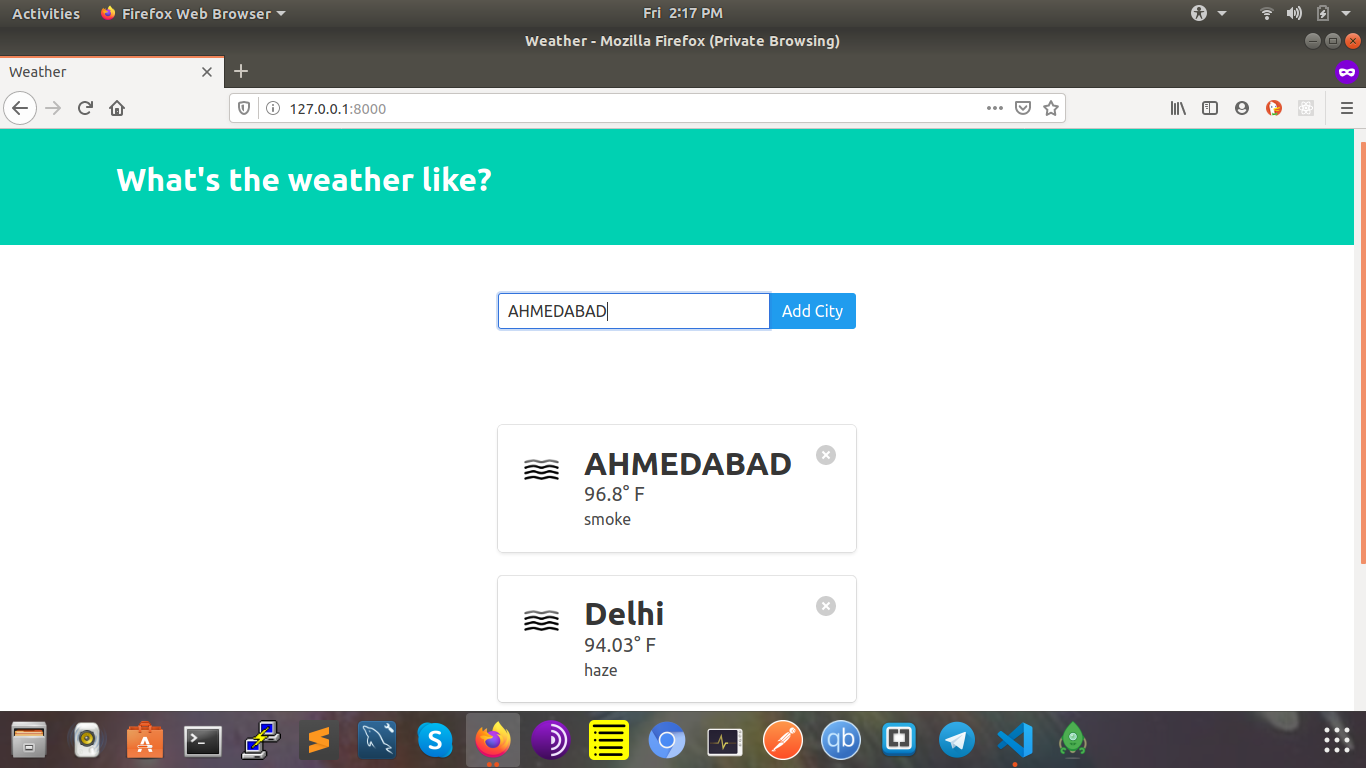 Activities
Firefox Web Browser
Fri 2:17 PM
Weather - Mozilla Firefox (Private Browsing)
Weather
127.0.0.1:8000
What's the weather like?
AHMEDABAD
Add City
AHMEDABAD
96.8° F
smoke
Delhi
94.03° F
haze
S
qb